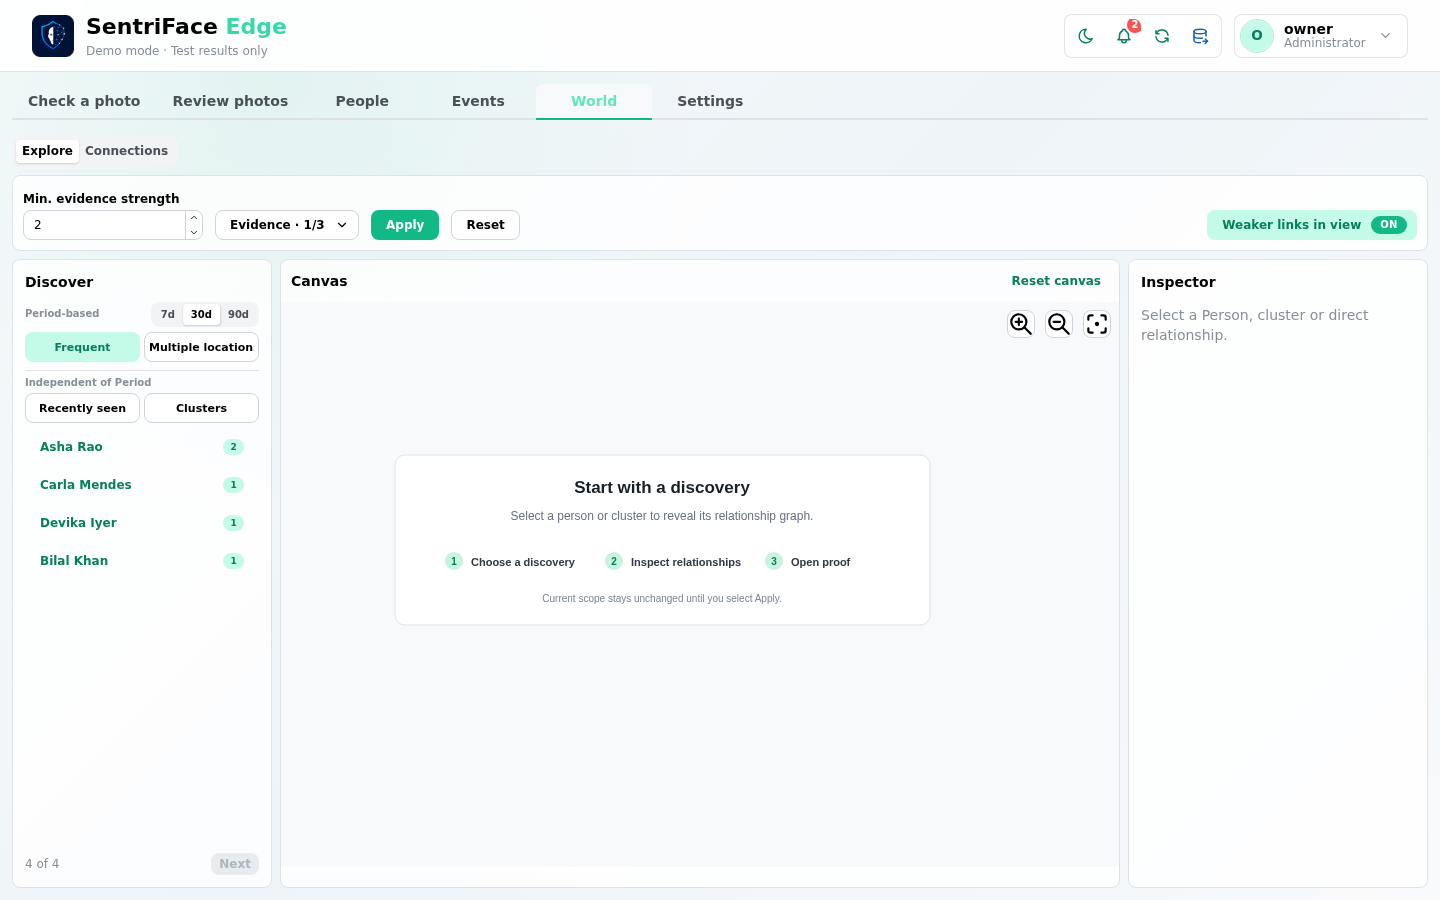 SentriFace Edge
Demo mode · Test results only
2
O
owner
Administrator
Check a photo
Review photos
People
Events
World
Settings
Explore
Connections
Min. evidence strength
2
Evidence · 1/3
Apply
Reset
Weaker links in view
ON
Discover
Period-based
7d
30d
90d
Frequent
Multiple location
Independent of Period
Recently seen
Clusters
Asha Rao
2
Carla Mendes
1
Devika Iyer
1
Bilal Khan
1
4 of 4
Next
Canvas
Reset canvas
Start with a discovery
Select a person or cluster to reveal its relationship graph.
1 Choose a discovery
2 Inspect relationships
3 Open proof
Current scope stays unchanged until you select Apply.
Inspector
Select a Person, cluster or direct
relationship.